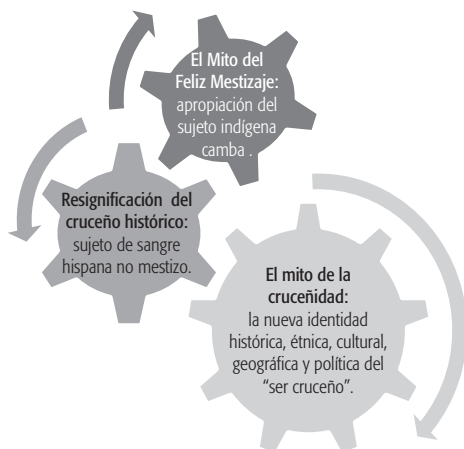 El Mito del
Feliz Mestizaje:
apropiación del
sujeto indígena
camba .
Resignificación del
cruceño histórico:
sujeto de sangre
hispana no mestizo.
El mito de la
cruceñidad:
la nueva identidad
histórica, étnica, cultural,
geográfica y política del
“ser cruceño”.